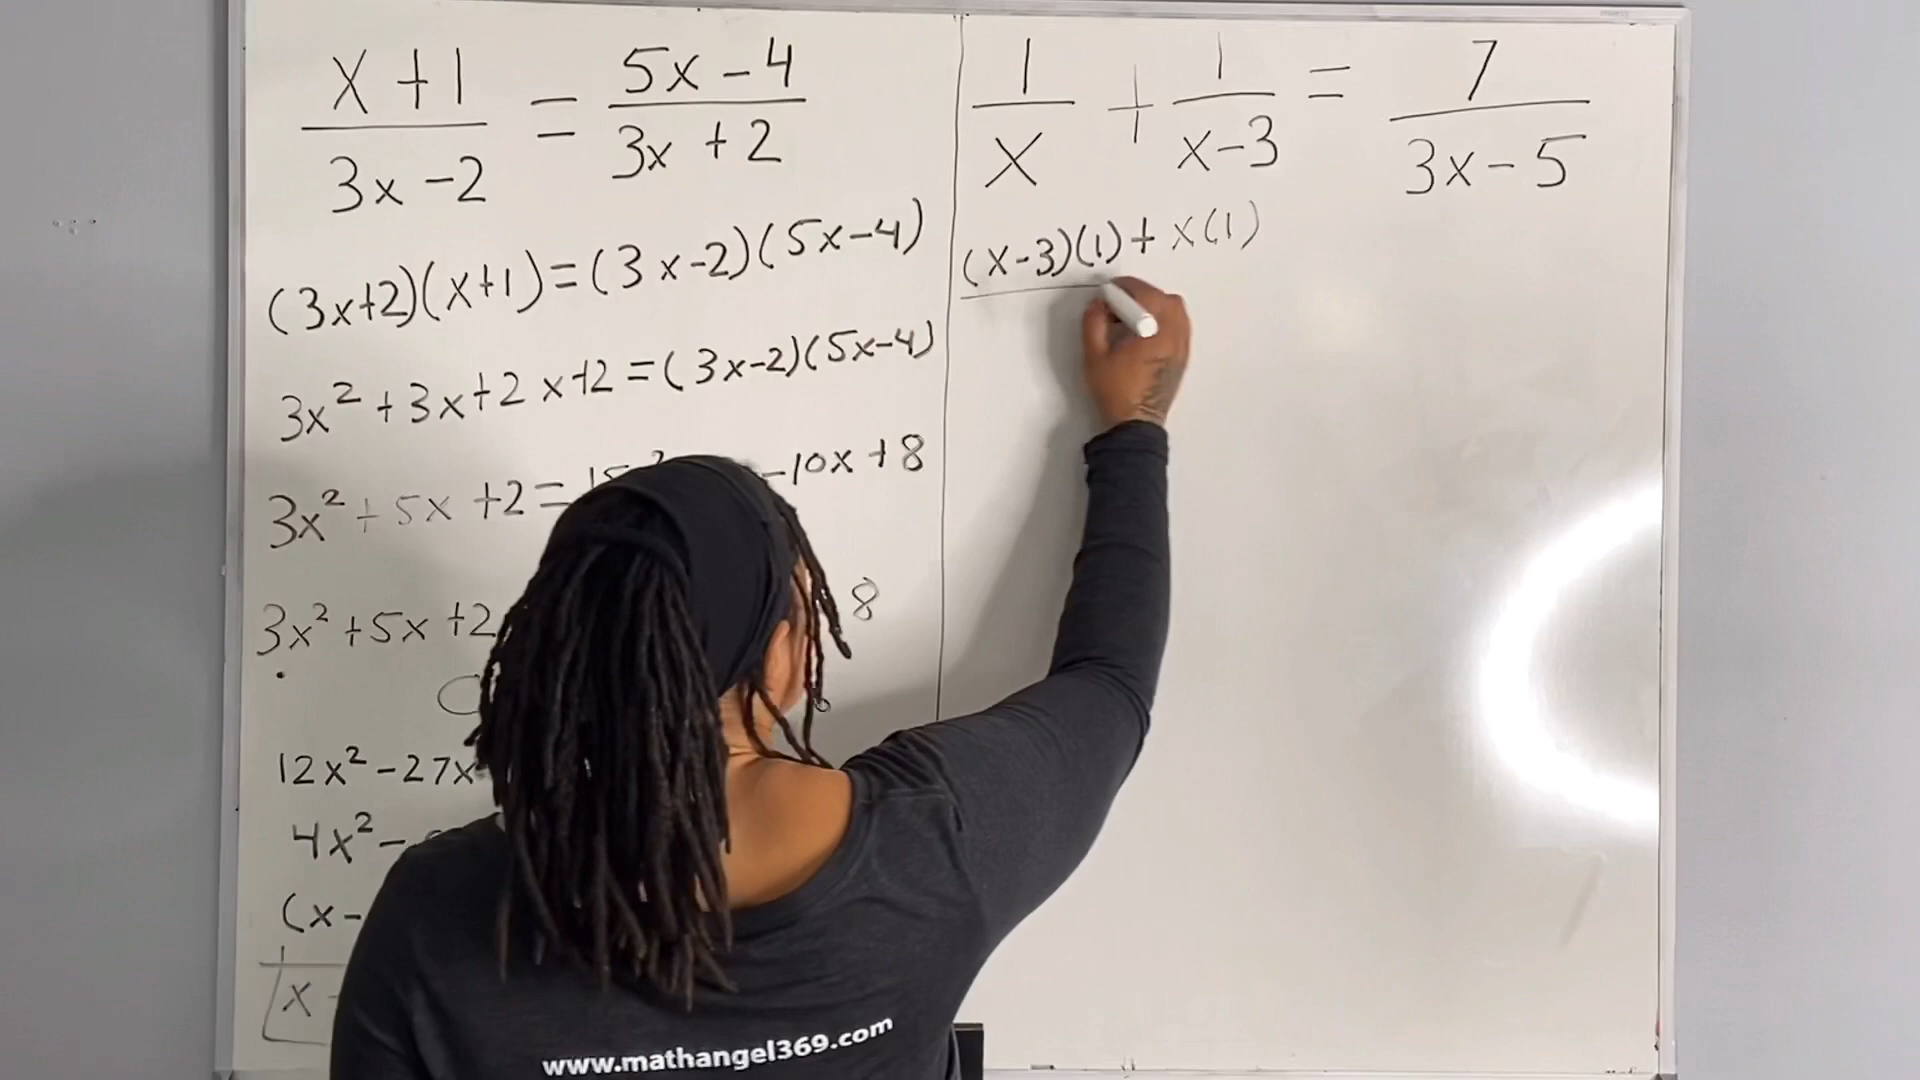 x + 1 / 3x - 2 = 5x - 4 / 3x + 2
(3x+2)(x+1)=(3x-2)(5x-4)
3x² + 3x + 2x + 2 = (3x-2)(5x-4)
3x² + 5x + 2 = -10x + 8
3x² + 5x + 2 8
12x² - 27x
4x² -
(x-
x
1 / x + 1 / x-3 = 7 / 3x-5
(x-3)(1) + x(1)
www.mathangel369.com